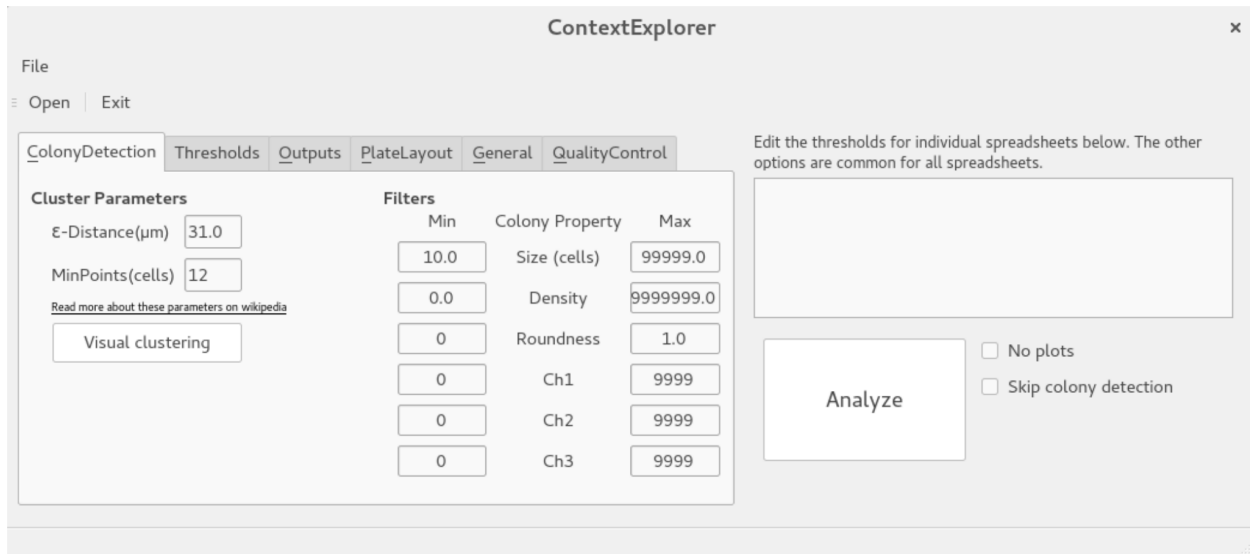 ContextExplorer ×
File
Open Exit
ColonyDetection Thresholds Outputs PlateLayout General QualityControl
Cluster Parameters
ε-Distance(μm) 31.0
MinPoints(cells) 12
Read more about these parameters on wikipedia
Visual clustering
Filters
Min Colony Property Max
10.0 Size (cells) 99999.0
0.0 Density 9999999.0
0 Roundness 1.0
0 Ch1 9999
0 Ch2 9999
0 Ch3 9999
Edit the thresholds for individual spreadsheets below. The other
options are common for all spreadsheets.
Analyze
No plots
Skip colony detection